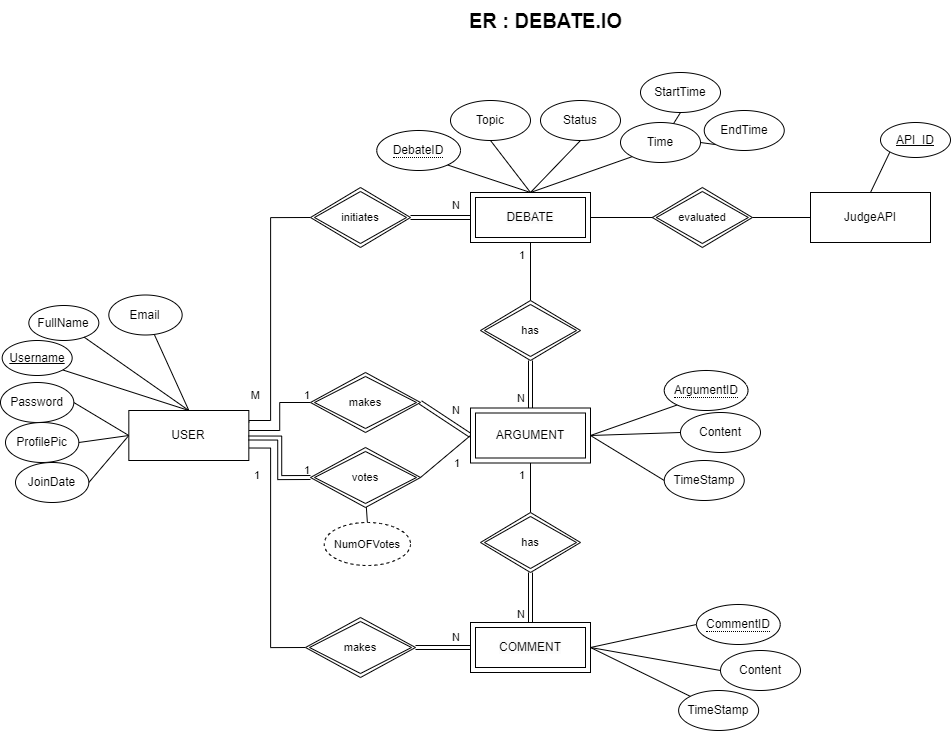 ER : DEBATE.IO
StartTime
Topic
Status
EndTime
Time
API_ID
DebateID
N
initiates
DEBATE
evaluated
JudgeAPI
1
Email
FullName
has
Username
ArgumentID
M
1
N
N
Password
makes
Content
USER
ARGUMENT
ProfilePic
1
1
1
1
JoinDate
votes
TimeStamp
NumOFVotes
has
N
CommentID
N
makes
COMMENT
Content
TimeStamp